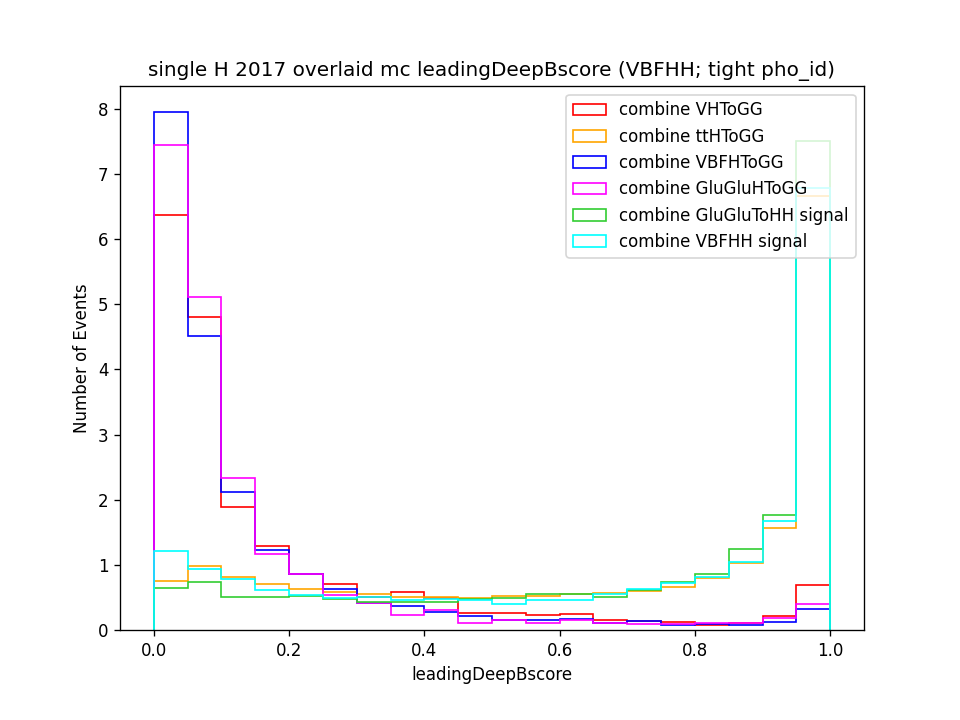 single H 2017 overlaid mc leadingDeepBscore (VBFHH; tight pho_id)
combine VHToGG
combine ttHToGG
combine VBFHToGG
combine GluGluHToGG
combine GluGluToHH signal
combine VBFHH signal
8
7
6
5
4
3
2
1
0
Number of Events
0.0 0.2 0.4 0.6 0.8 1.0
leadingDeepBscore